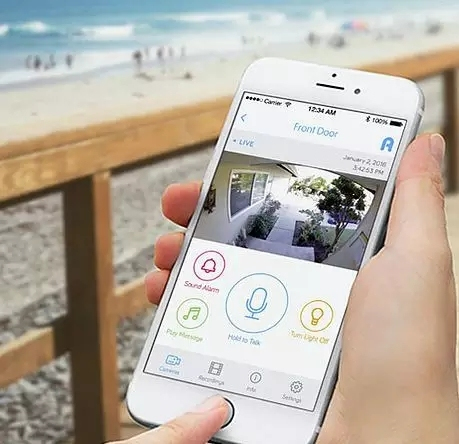 ●●●●○ Carrier 12:34 AM 100%
Front Door
• LIVE
January 2, 2016
3:42:53 PM
Sound Alarm
Play Message
Hold to Talk
Turn Light Off
Cameras
Recordings
Info
Settings